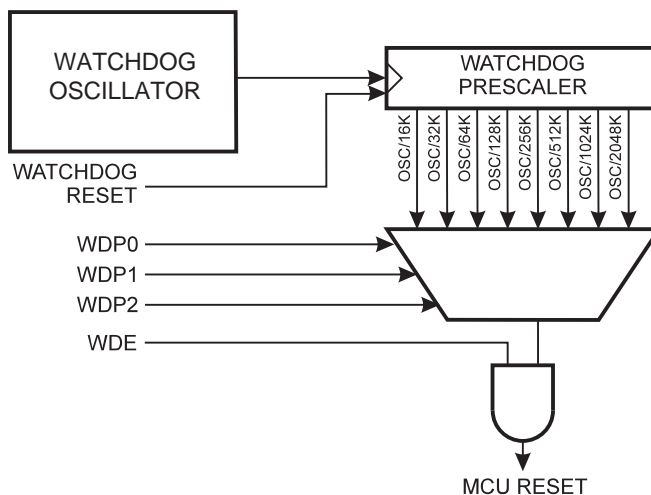 WATCHDOG
OSCILLATOR
WATCHDOG
PRESCALER
OSC/16K
OSC/32K
OSC/64K
OSC/128K
OSC/256K
OSC/512K
OSC/1024K
OSC/2048K
WATCHDOG
RESET
WDP0
WDP1
WDP2
WDE
MCU RESET